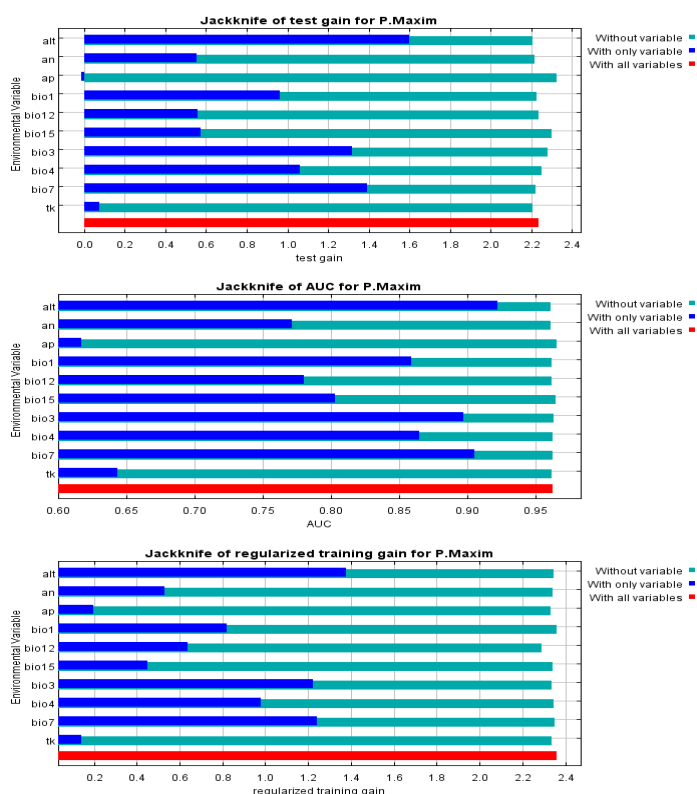 Jackknife of test gain for P.Maxim
Environmental Variable
alt
an
ap
bio1
bio12
bio15
bio3
bio4
bio7
tk
0.0 0.2 0.4 0.6 0.8 1.0 1.2 1.4 1.6 1.8 2.0 2.2 2.4
test gain
Without variable
With only variable
With all variables
Jackknife of AUC for P.Maxim
Environmental Variable
alt
an
ap
bio1
bio12
bio15
bio3
bio4
bio7
tk
0.60 0.65 0.70 0.75 0.80 0.85 0.90 0.95
AUC
Without variable
With only variable
With all variables
Jackknife of regularized training gain for P.Maxim
Environmental Variable
alt
an
ap
bio1
bio12
bio15
bio3
bio4
bio7
tk
0.2 0.4 0.6 0.8 1.0 1.2 1.4 1.6 1.8 2.0 2.2 2.4
regularized training gain
Without variable
With only variable
With all variables